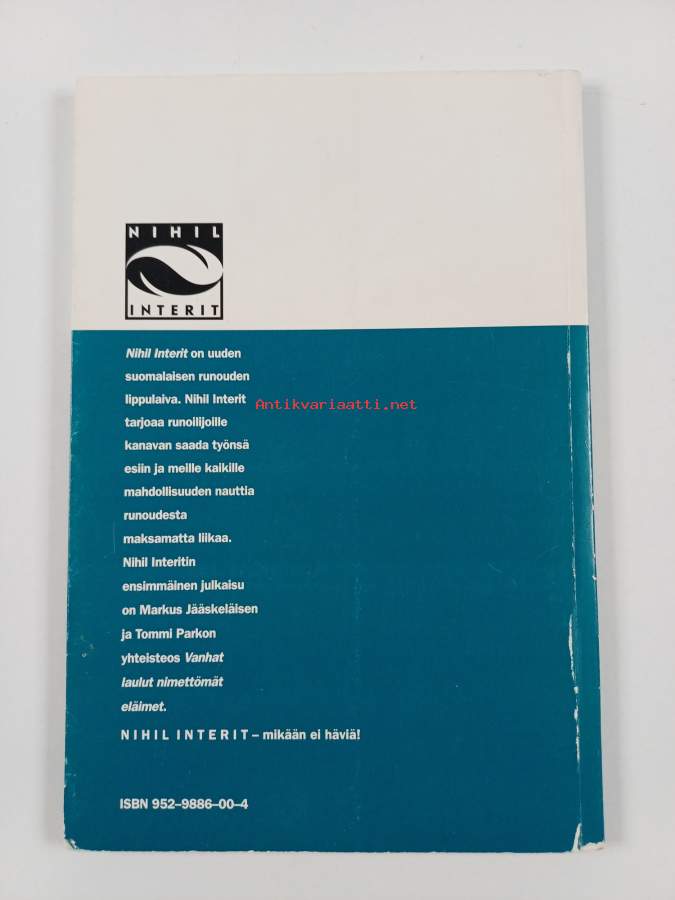 NIHIL
INTERIT
Nihil Interit on uuden
suomalaisen runouden
lippulaiva. Nihil Interit
Antikvariaatti.net
tarjoaa runoilijoille
kanavan saada työnsä
esiin ja meille kaikille
mahdollisuuden nauttia
runoudesta
maksamatta liikaa.
Nihil Interitin
ensimmäinen julkaisu
on Markus Jääskeläisen
ja Tommi Parkon
yhteisteos Vanhat
laulut nimettömät
eläimet.
NIHIL INTERIT – mikään ei häviä!
ISBN 952–9886–00–4